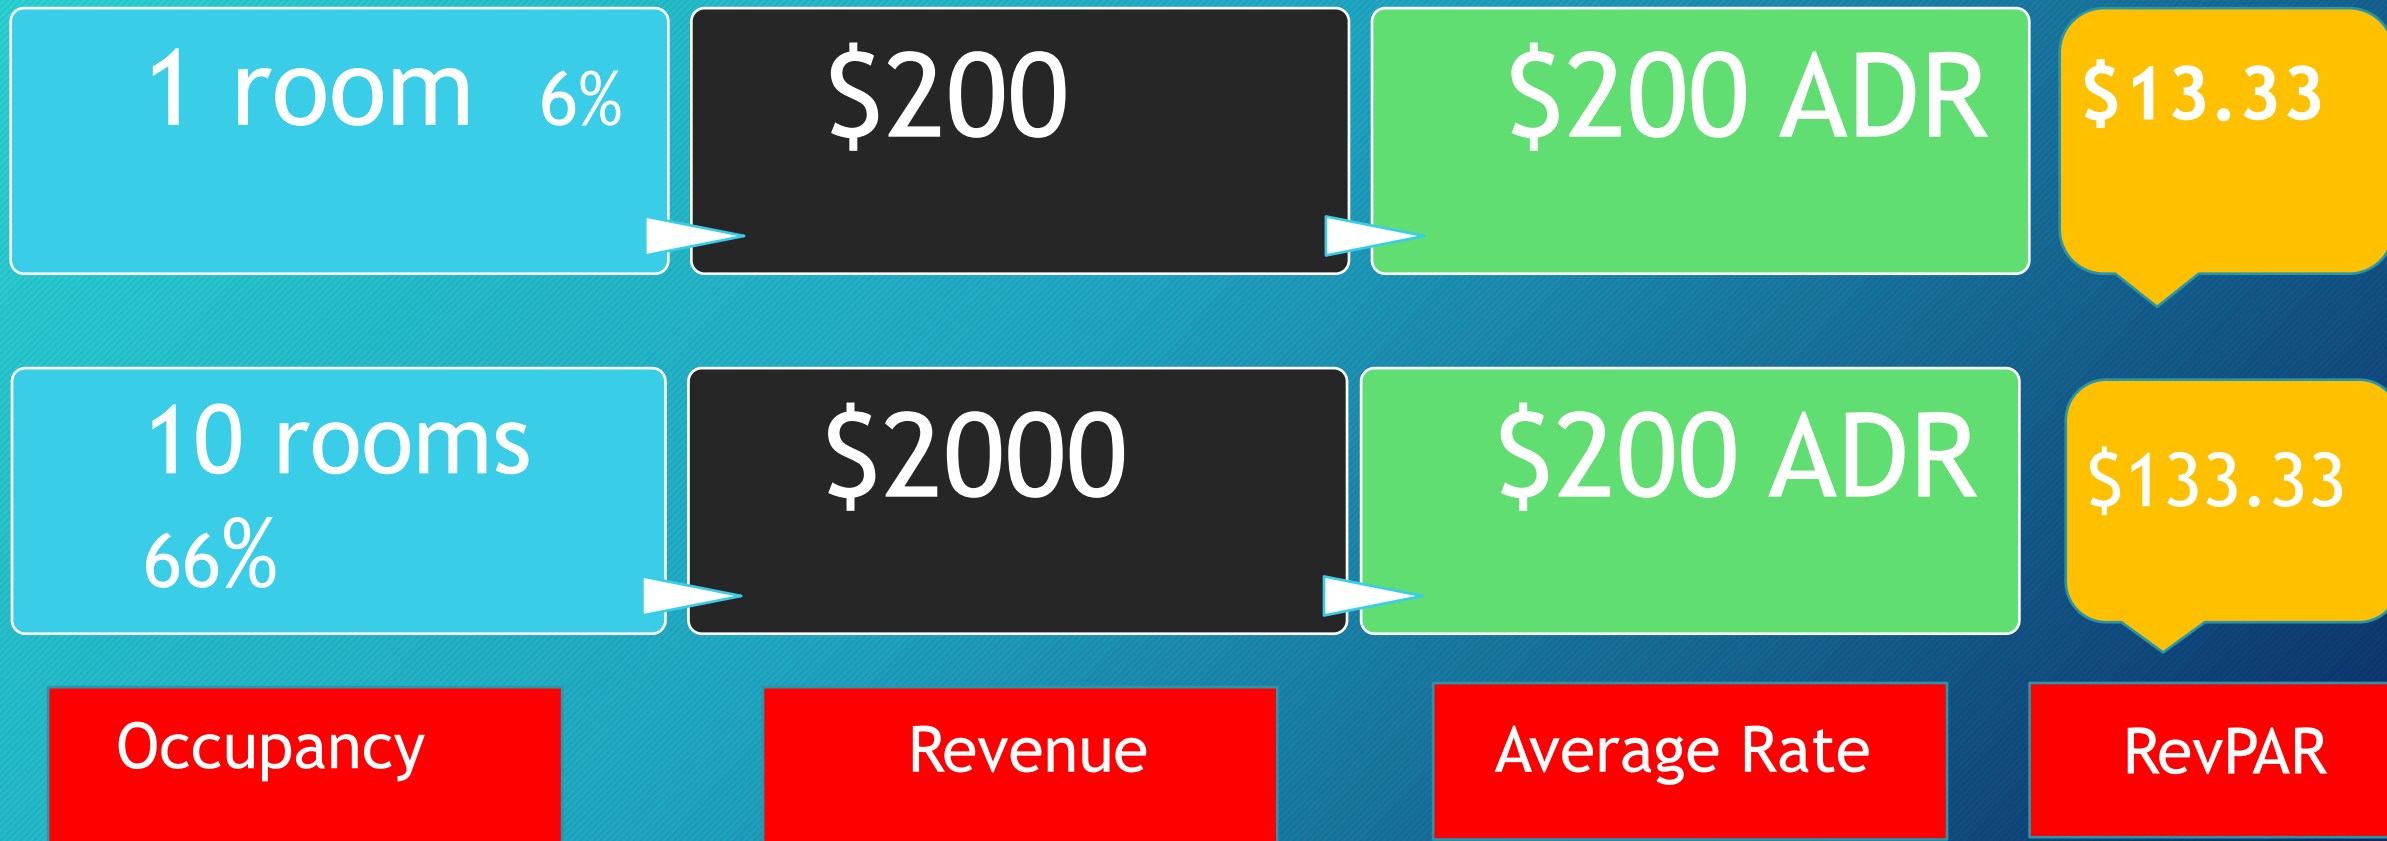 1 room 6%
$200
$200 ADR
$13.33
10 rooms
66%
$2000
$200 ADR
$133.33
Occupancy
Revenue
Average Rate
RevPAR